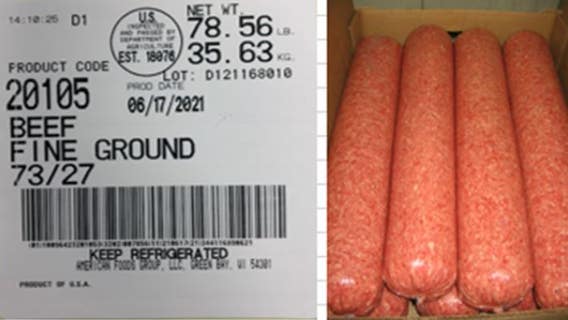 14:10:25 D1
U.S.
INSPECTED
AND PASSED BY
DEPARTMENT OF
AGRICULTURE
EST. 18076
NET WT.
78.56 LB.
35.63 KG.
PRODUCT CODE
LOT: D121168010
20105
PROD DATE
06/17/2021
BEEF
FINE GROUND
73/27
KEEP REFRIGERATED
AMERICAN FOODS GROUP, LLC, GREEN BAY, WI 54301
PRODUCT OF U.S.A.